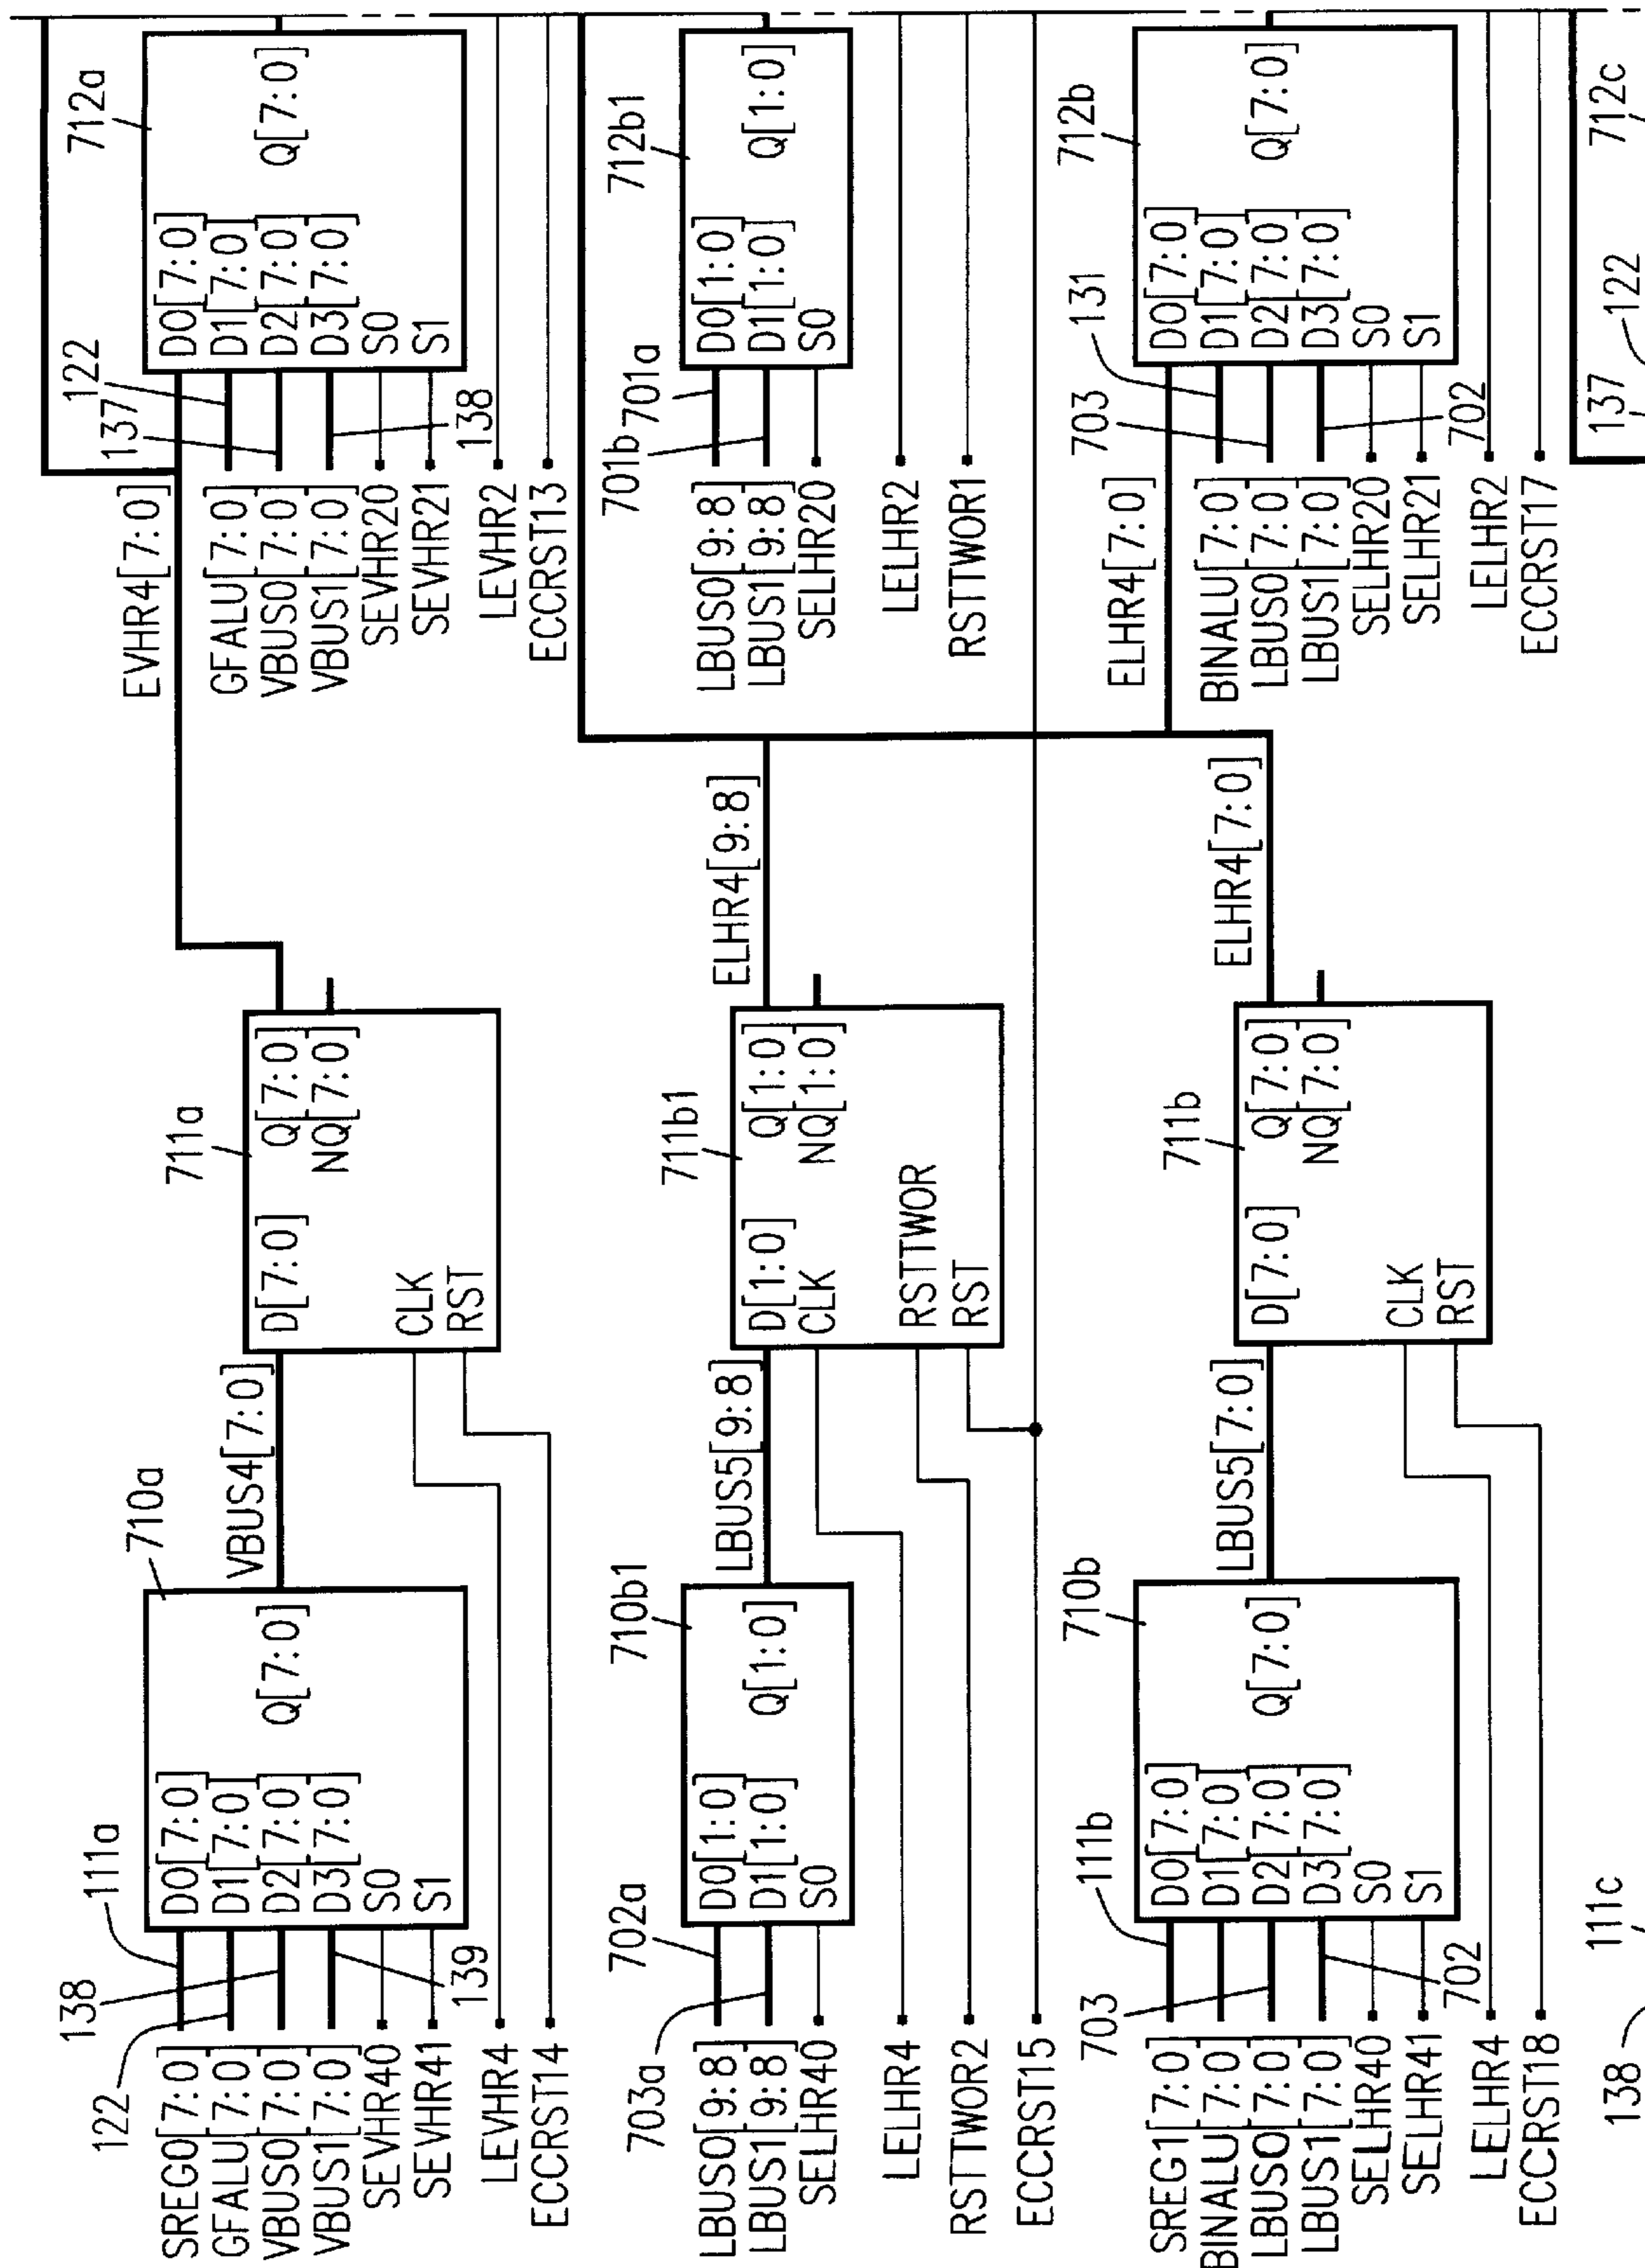 SREG0[7:0]
GFALU[7:0]
VBUS0[7:0]
VBUS1[7:0]
SEVHR40
SEVHR41
LEVHR4
ECCRST14
122
138
111a
139
D0[7:0]
D1[7:0]
D2[7:0]
D3[7:0]
S0
S1
Q[7:0]
710a
VBUS4[7:0]
711a
D[7:0]
Q[7:0]
NQ[7:0]
CLK
RST
EVHR4[7:0]
GFALU[7:0]
VBUS0[7:0]
VBUS1[7:0]
SEVHR20
SEVHR21
LEVHR2
ECCRST13
137
122
138
D0[7:0]
D1[7:0]
D2[7:0]
D3[7:0]
S0
S1
Q[7:0]
712a
LBUS0[9:8]
LBUS1[9:8]
SELHR40
LELHR4
RSTTWOR2
ECCRST15
703a
702a
D0[1:0]
D1[1:0]
S0
Q[1:0]
710b1
LBUS5[9:8]
711b1
D[1:0]
CLK
Q[1:0]
NQ[1:0]
RSTTWOR
RST
ELHR4[9:8]
LBUS0[9:8]
LBUS1[9:8]
SELHR20
LELHR2
RSTTWOR1
701b
701a
D0[1:0]
D1[1:0]
S0
Q[1:0]
712b1
SREG1[7:0]
BINALU[7:0]
LBUS0[7:0]
LBUS1[7:0]
SELHR40
SELHR41
LELHR4
ECCRST18
703
111b
702
D0[7:0]
D1[7:0]
D2[7:0]
D3[7:0]
S0
S1
Q[7:0]
710b
LBUS5[7:0]
711b
D[7:0]
Q[7:0]
NQ[7:0]
CLK
RST
ELHR4[7:0]
ELHR4[7:0]
BINALU[7:0]
LBUS0[7:0]
LBUS1[7:0]
SELHR20
SELHR21
LELHR2
ECCRST17
703
131
702
D0[7:0]
D1[7:0]
D2[7:0]
D3[7:0]
S0
S1
Q[7:0]
712b
138
111c
137
122
712c